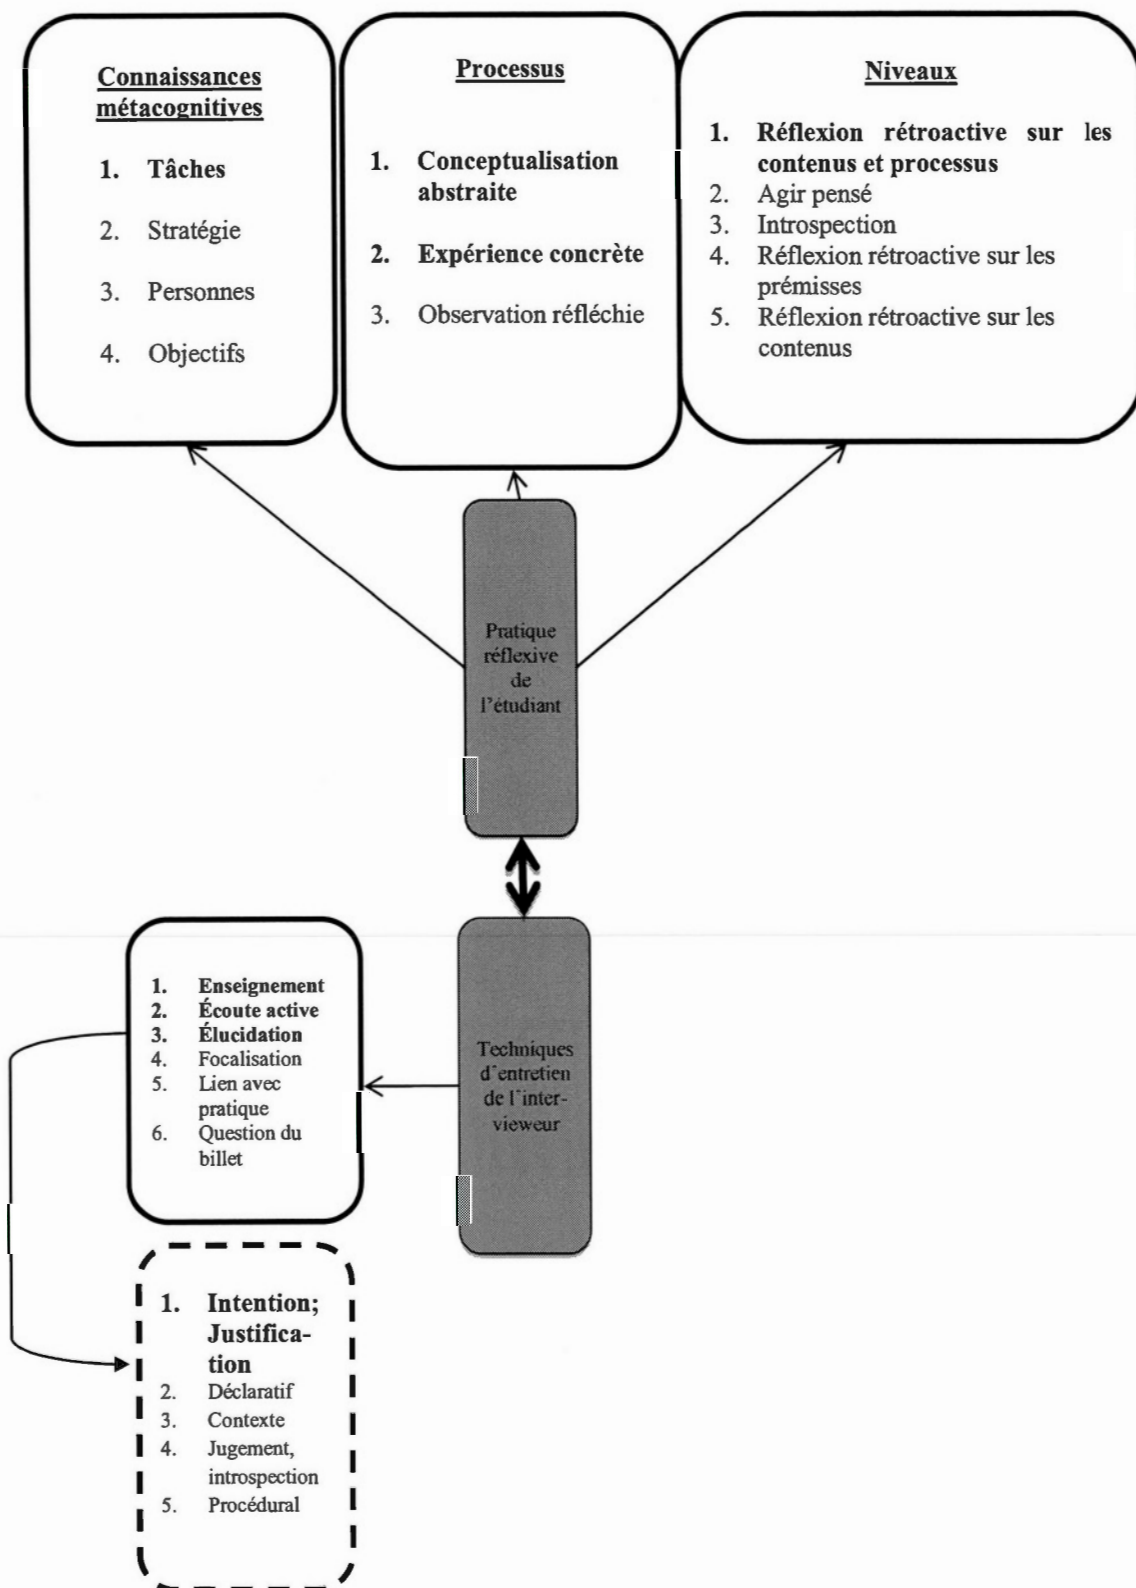 Connaissances
métacognitives
1. Tâches
2. Stratégie
3. Personnes
4. Objectifs
Processus
1. Conceptualisation
abstraite
2. Expérience concrète
3. Observation réfléchie
Niveaux
1. Réflexion rétroactive sur les
contenus et processus
2. Agir pensé
3. Introspection
4. Réflexion rétroactive sur les
prémisses
5. Réflexion rétroactive sur les
contenus
Pratique
réflexive
de
l'étudiant
1. Enseignement
2. Écoute active
3. Élucidation
4. Focalisation
5. Lien avec
pratique
6. Question du
billet
Techniques
d'entretien
de l'inter-
vieweur
1. Intention;
Justifica-
tion
2. Déclaratif
3. Contexte
4. Jugement,
introspection
5. Procédural